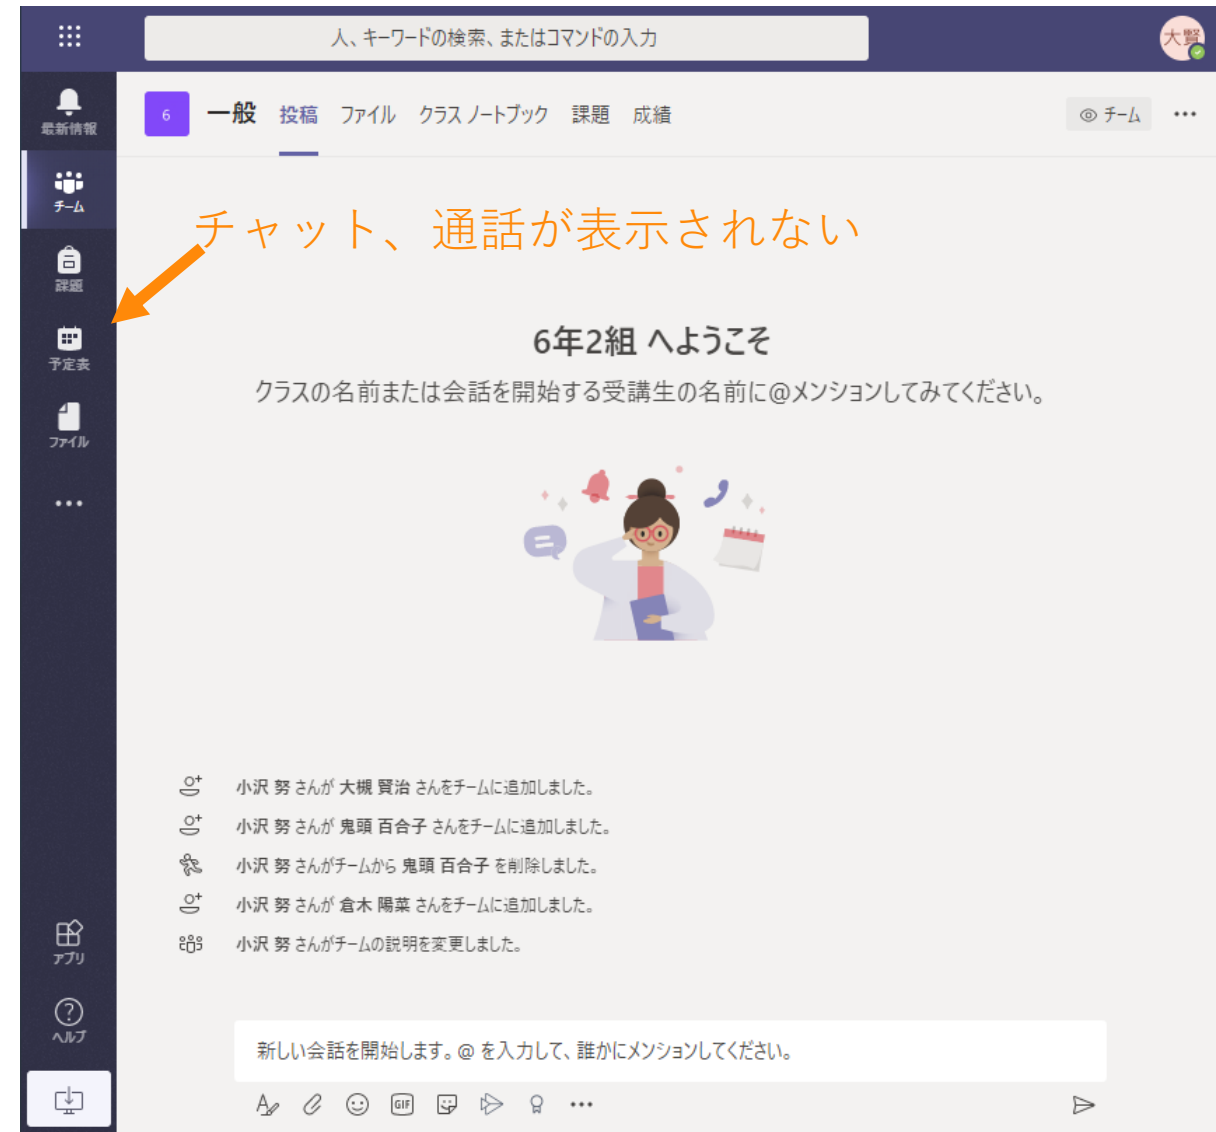 人、キーワードの検索、またはコマンドの入力
大賢
最新情報
6 一般 投稿 ファイル クラス ノートブック 課題 成績 チーム
チーム
チャット、通話が表示されない
課題
予定表
6年2組 へようこそ
クラスの名前または会話を開始する受講生の名前に@メンションしてみてください。
ファイル
小沢 努 さんが 大槻 賢治 さんをチームに追加しました。
小沢 努 さんが 鬼頭 百合子 さんをチームに追加しました。
小沢 努 さんがチームから 鬼頭 百合子 を削除しました。
小沢 努 さんが 倉木 陽菜 さんをチームに追加しました。
小沢 努 さんがチームの説明を変更しました。
アプリ
ヘルプ
新しい会話を開始します。@ を入力して、誰かにメンションしてください。
GIF